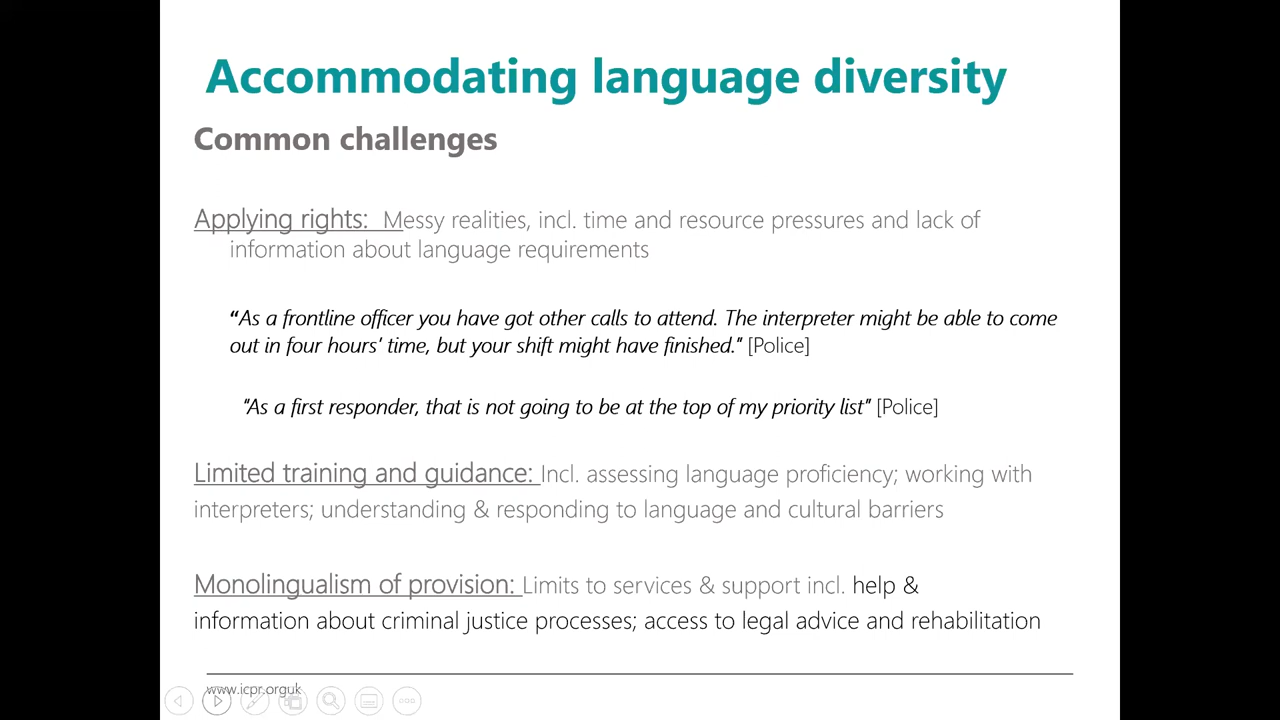 Accommodating language diversity
Common challenges
Applying rights:  Messy realities, incl. time and resource pressures and lack of
information about language requirements
“As a frontline officer you have got other calls to attend. The interpreter might be able to come
out in four hours' time, but your shift might have finished.” [Police]
“As a first responder, that is not going to be at the top of my priority list” [Police]
Limited training and guidance: Incl. assessing language proficiency; working with
interpreters; understanding & responding to language and cultural barriers
Monolingualism of provision: Limits to services & support incl. help &
information about criminal justice processes; access to legal advice and rehabilitation
www.icpr.orguk